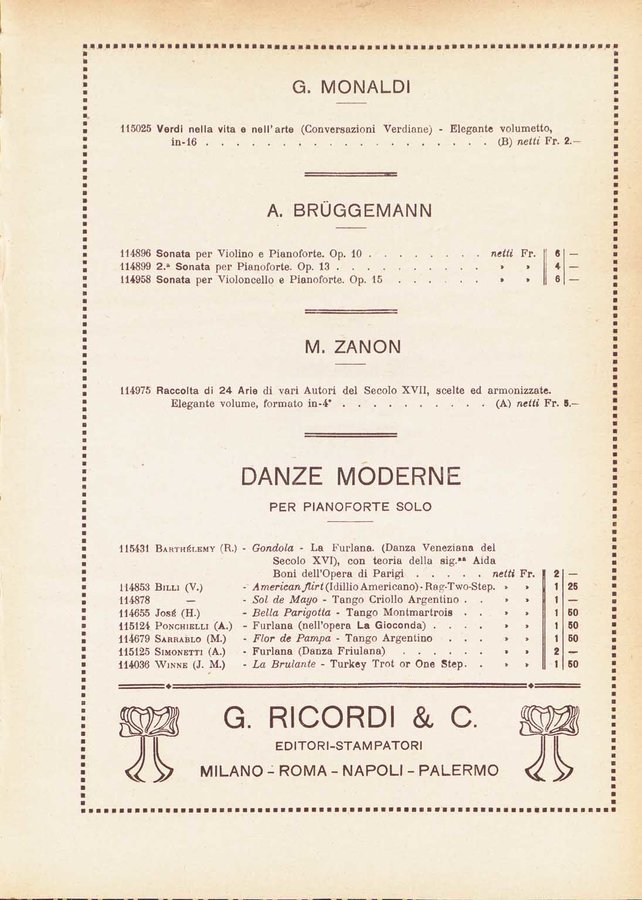 G. MONALDI
115025 Verdi nella vita e nell'arte (Conversazioni Verdiane) - Elegante volumetto,
in-16 . . . . . . . . . . . . . . . . . . (B) netti Fr. 2.—
A. BRÜGGEMANN
114896 Sonata per Violino e Pianoforte. Op. 10 . . . . . . . . netti Fr. 6 —
114899 2.ª Sonata per Pianoforte. Op. 13 . . . . . . . . . . » » 4 —
114958 Sonata per Violoncello e Pianoforte. Op. 15 . . . . . . » » 6 —
M. ZANON
114975 Raccolta di 24 Arie di vari Autori del Secolo XVII, scelte ed armonizzate.
Elegante volume, formato in-4° . . . . . . . . . . (A) netti Fr. 5.—
DANZE MODERNE
PER PIANOFORTE SOLO
115431 BARTHÉLEMY (R.) - Gondola - La Furlana. (Danza Veneziana del
Secolo XVI), con teoria della sig.ra Aida
Boni dell'Opera di Parigi . . . . . netti Fr. 2 —
114853 BILLI (V.) - American flirt (Idillio Americano) - Rag-Two-Step. » » 1 25
114878 — - Sol de Mayo - Tango Criollo Argentino . . » » 1 —
114655 JOSÉ (H.) - Bella Parigotta - Tango Montmartrois . . » » 1 50
115124 PONCHIELLI (A.) - Furlana (nell'opera La Gioconda) . . . . » » 1 50
114679 SARRABLO (M.) - Flor de Pampa - Tango Argentino . . . » » 1 50
115125 SIMONETTI (A.) - Furlana (Danza Friulana) . . . . . . » » 2 —
114036 WINNE (J. M.) - La Brulante - Turkey Trot or One Step. . » » 1 50
G. RICORDI & C.
EDITORI-STAMPATORI
MILANO - ROMA - NAPOLI - PALERMO